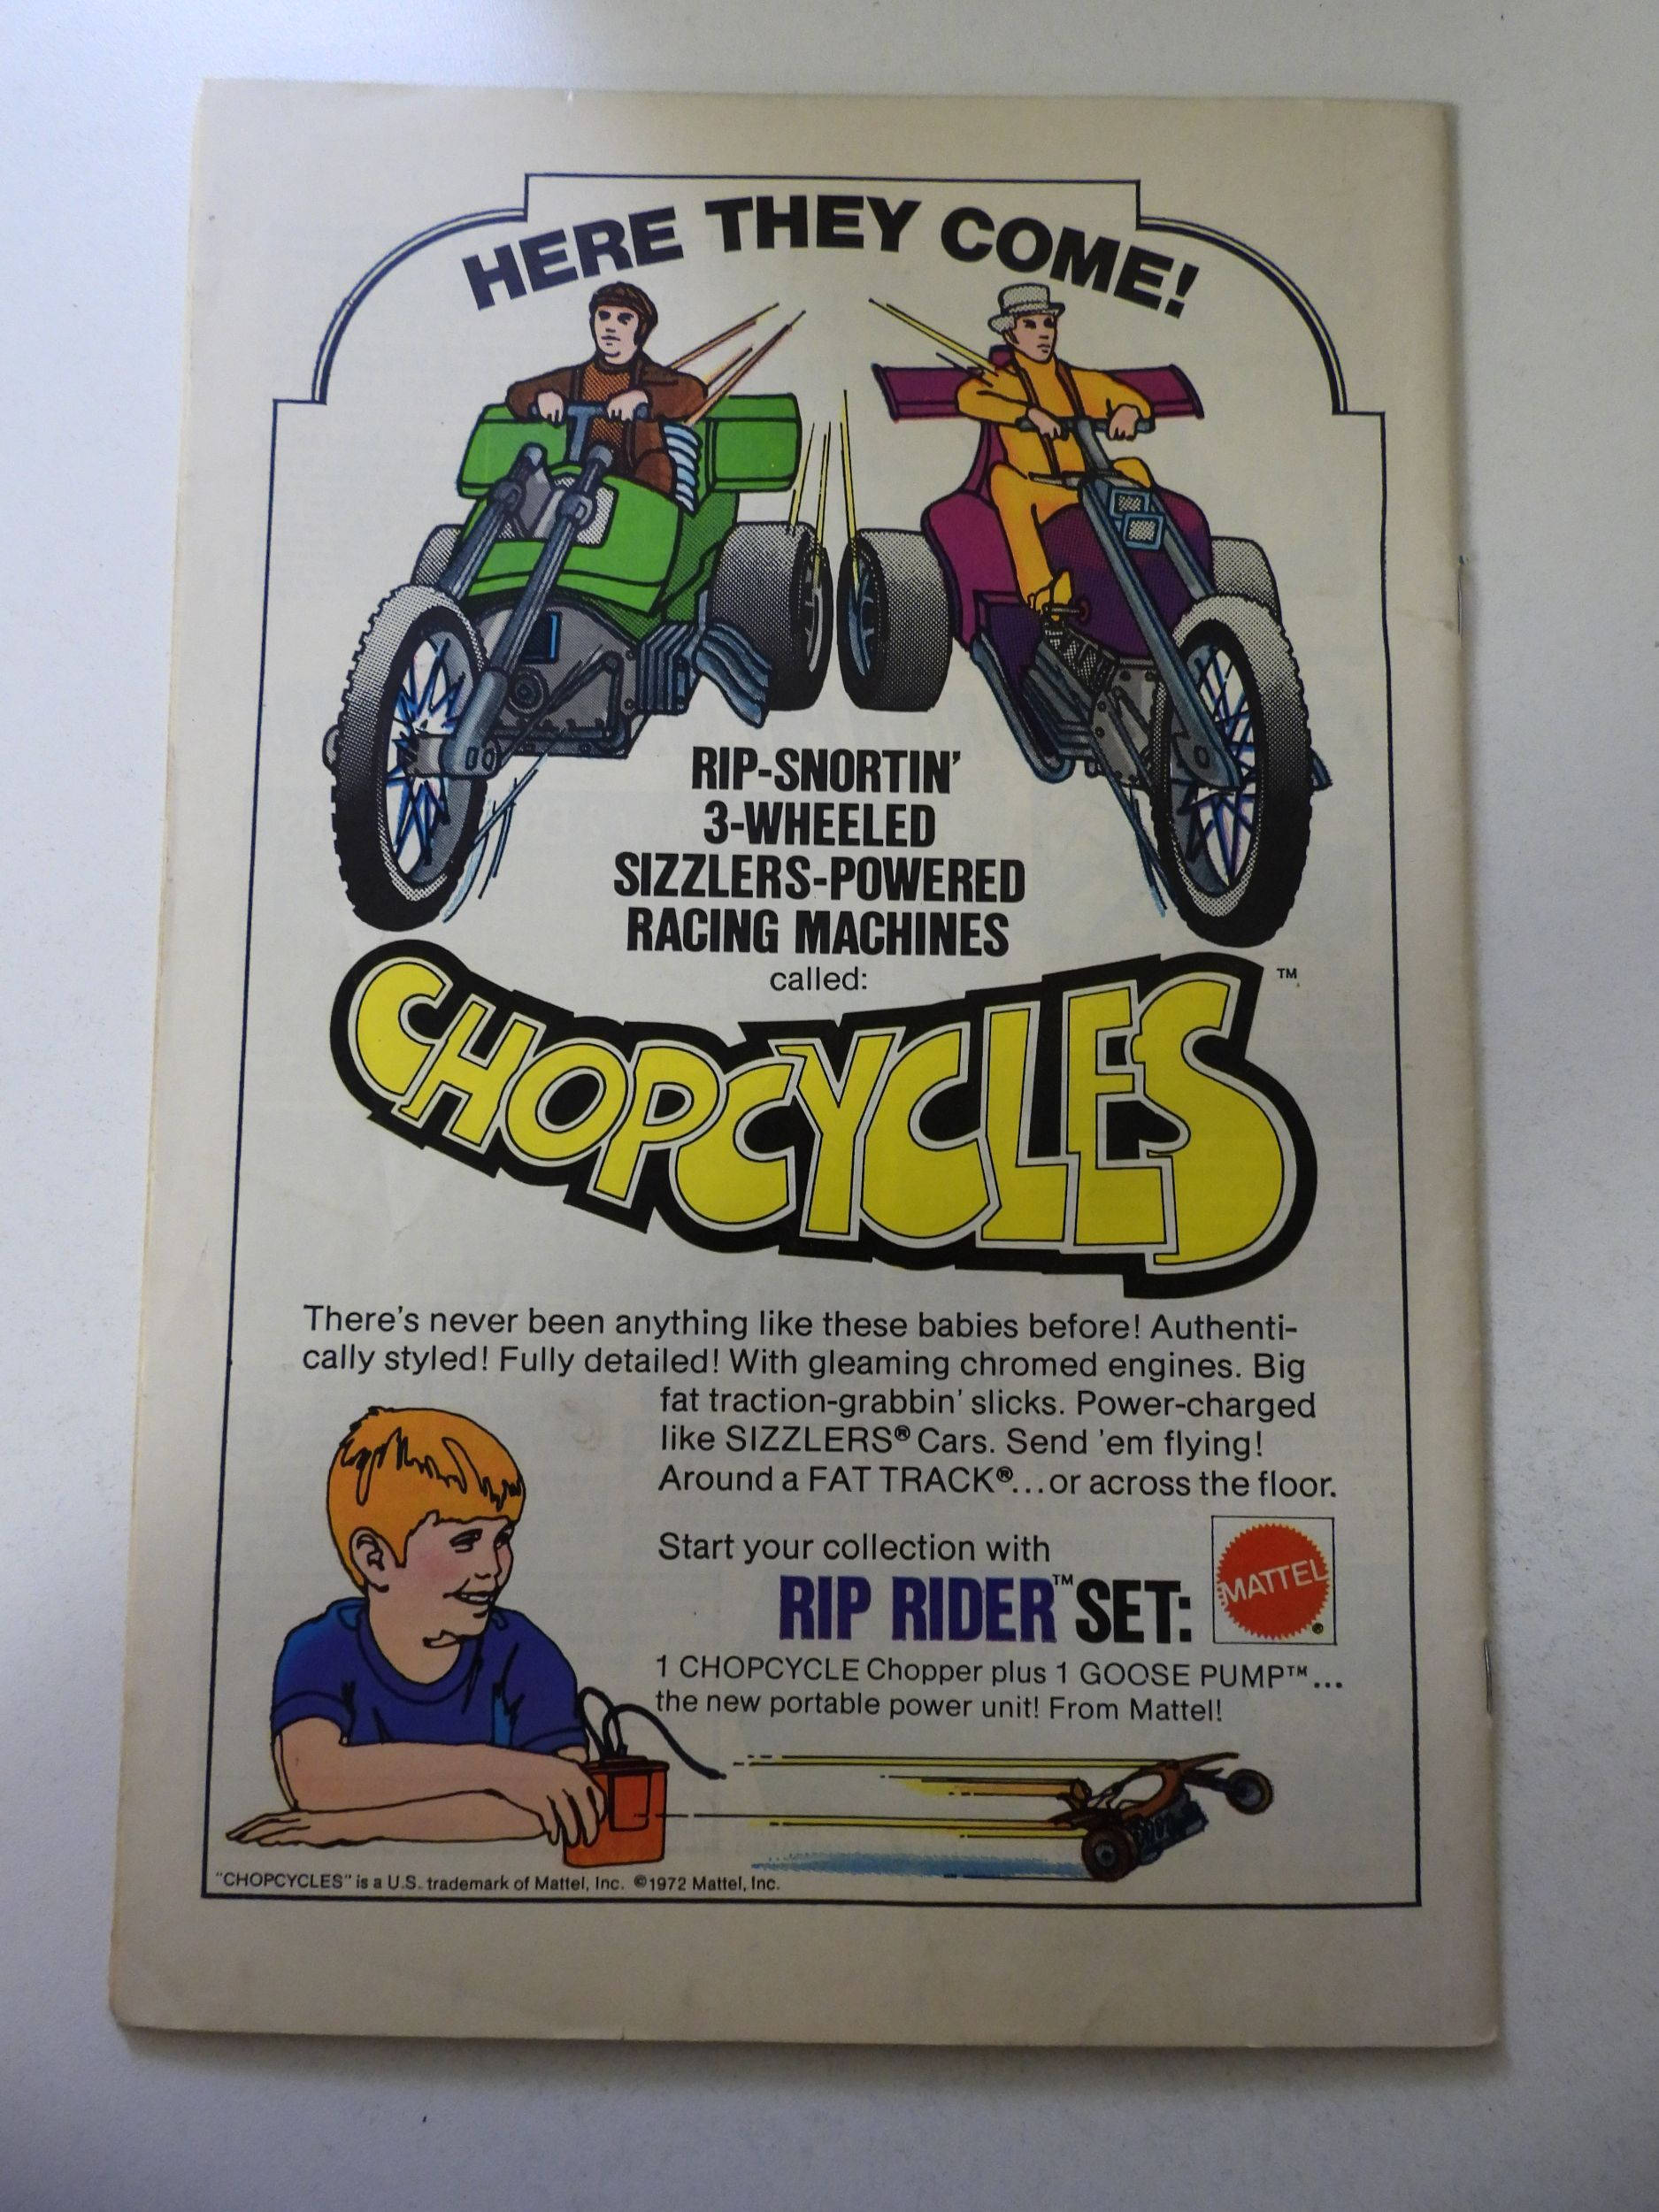 HERE THEY COME!
RIP-SNORTIN'
3-WHEELED
SIZZLERS-POWERED
RACING MACHINES
called:
CHOPCYCLES™
There's never been anything like these babies before! Authenti-
cally styled! Fully detailed! With gleaming chromed engines. Big
fat traction-grabbin' slicks. Power-charged
like SIZZLERS® Cars. Send 'em flying!
Around a FAT TRACK®...or across the floor.
Start your collection with
RIP RIDER™ SET:
MATTEL®
1 CHOPCYCLE Chopper plus 1 GOOSE PUMP™...
the new portable power unit! From Mattel!
"CHOPCYCLES" is a U.S. trademark of Mattel, Inc. ©1972 Mattel, Inc.